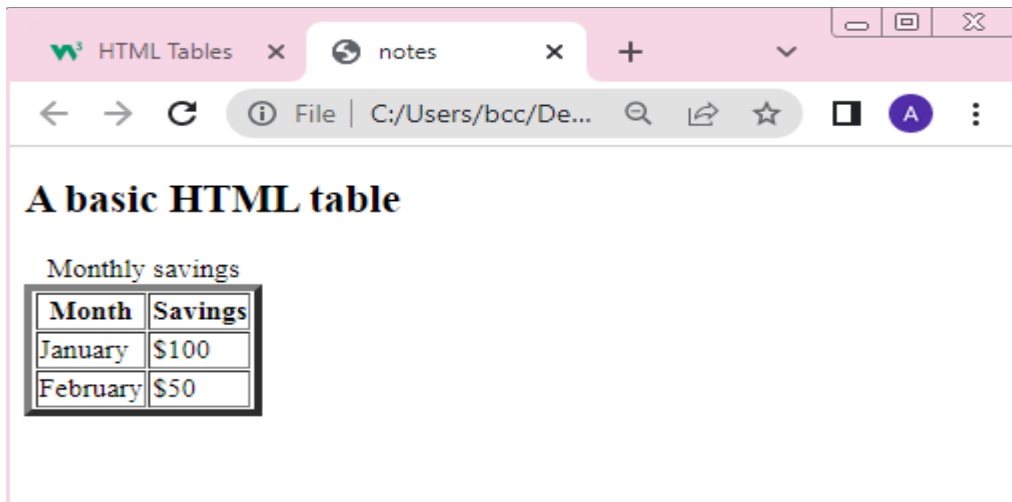 HTML Tables
notes
File
C:/Users/bcc/De...
A
A basic HTML table
Monthly savings
Month Savings
January $100
February $50